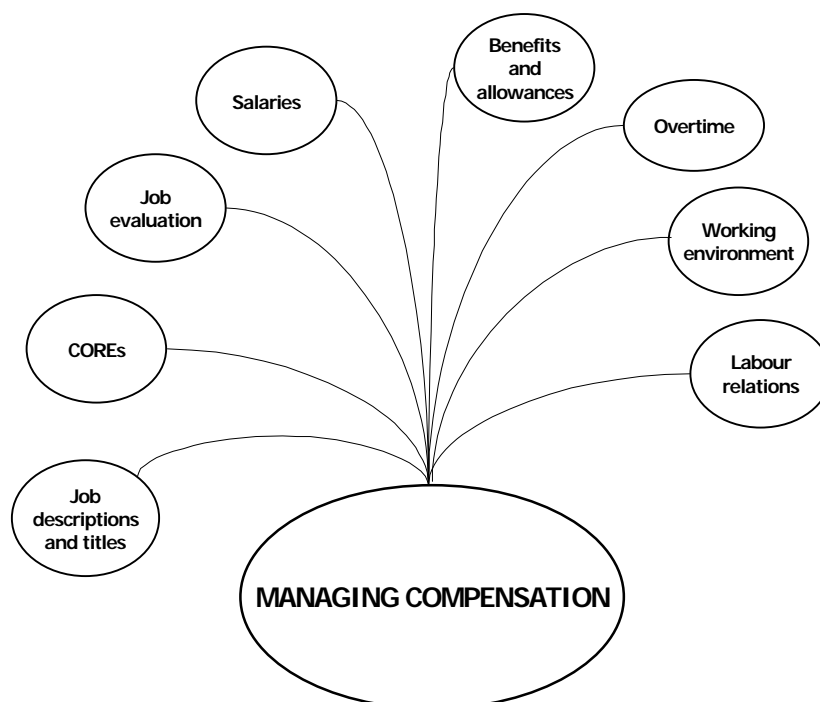 Benefits
and
allowances
Salaries
Overtime
Job
evaluation
Working
environment
COREs
Labour
relations
Job
descriptions
and titles
MANAGING COMPENSATION